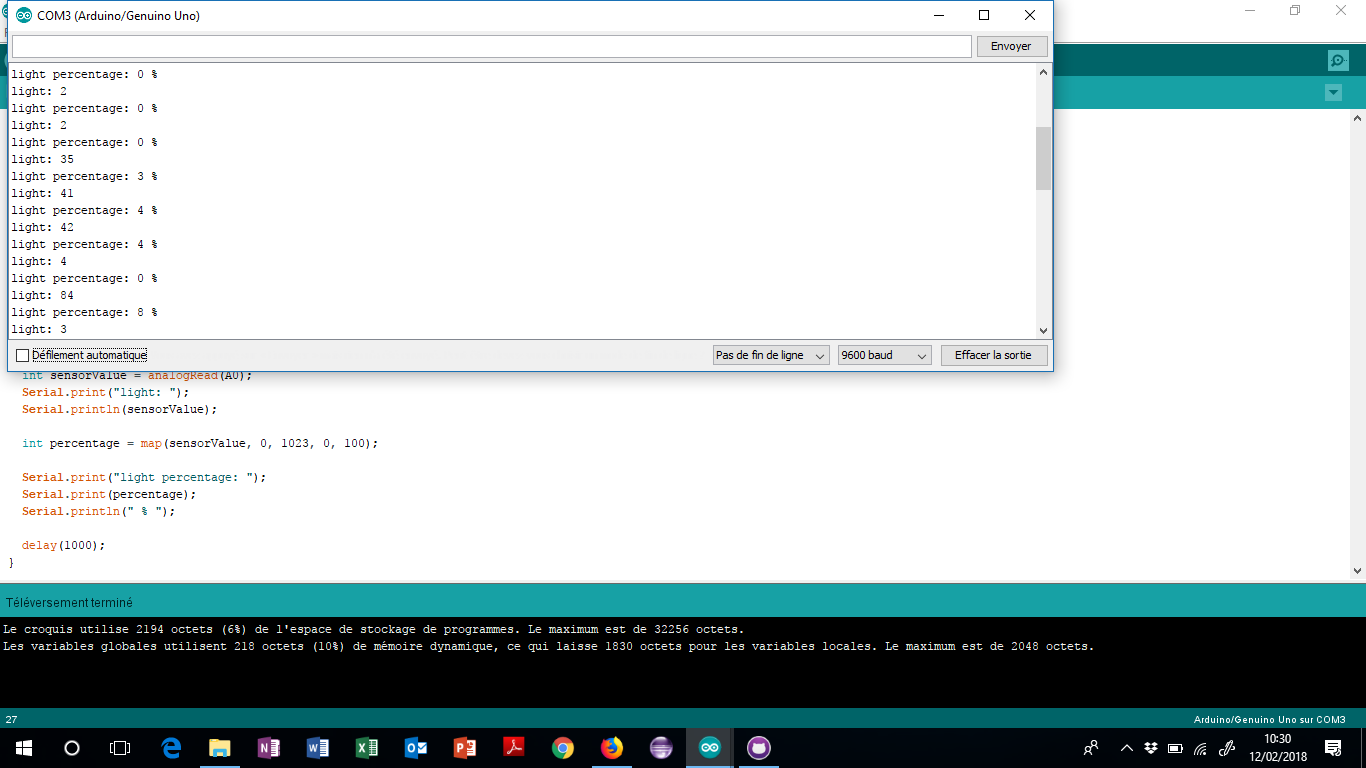 COM3 (Arduino/Genuino Uno)
Envoyer
light percentage: 0 %
light: 2
light percentage: 0 %
light: 2
light percentage: 0 %
light: 35
light percentage: 3 %
light: 41
light percentage: 4 %
light: 42
light percentage: 4 %
light: 4
light percentage: 0 %
light: 84
light percentage: 8 %
light: 3
Défilement automatique
Pas de fin de ligne
9600 baud
Effacer la sortie
int sensorValue = analogRead(A0);
Serial.print("light: ");
Serial.println(sensorValue);
int percentage = map(sensorValue, 0, 1023, 0, 100);
Serial.print("light percentage: ");
Serial.print(percentage);
Serial.println(" % ");
delay(1000);
}
Téléversement terminé
Le croquis utilise 2194 octets (6%) de l'espace de stockage de programmes. Le maximum est de 32256 octets.
Les variables globales utilisent 218 octets (10%) de mémoire dynamique, ce qui laisse 1830 octets pour les variables locales. Le maximum est de 2048 octets.
27
Arduino/Genuino Uno sur COM3
10:30
12/02/2018